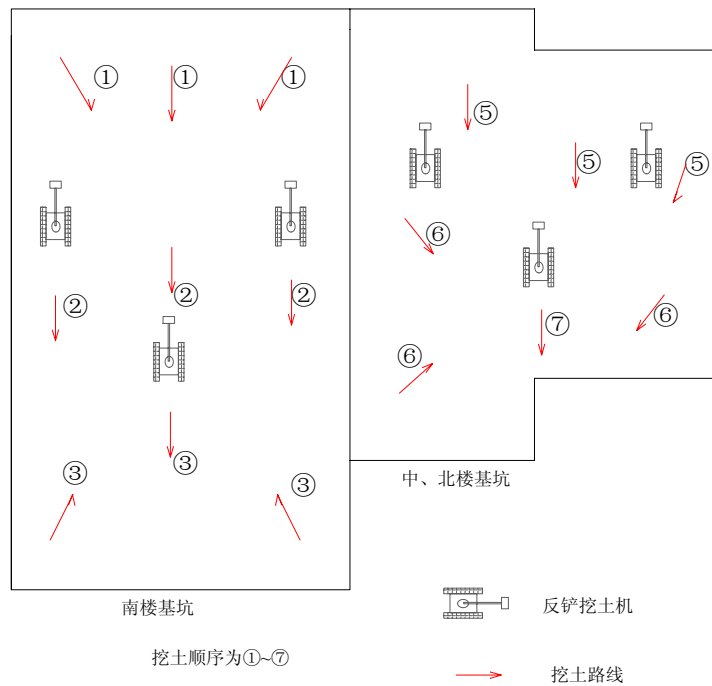 ① ① ①
⑤
⑤ ⑤
⑥
② ② ②
⑦ ⑥
⑥
③ ③ ③
中、北楼基坑
南楼基坑
反铲挖土机
挖土顺序为①~⑦
挖土路线